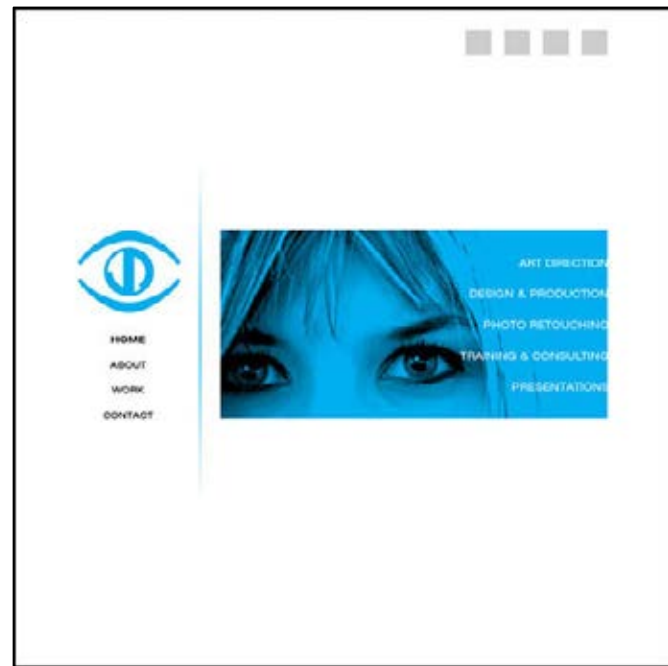 HOME
ABOUT
WORK
CONTACT
ART DIRECTION
DESIGN & PRODUCTION
PHOTO RETOUCHING
TRAINING & CONSULTING
PRESENTATIONS